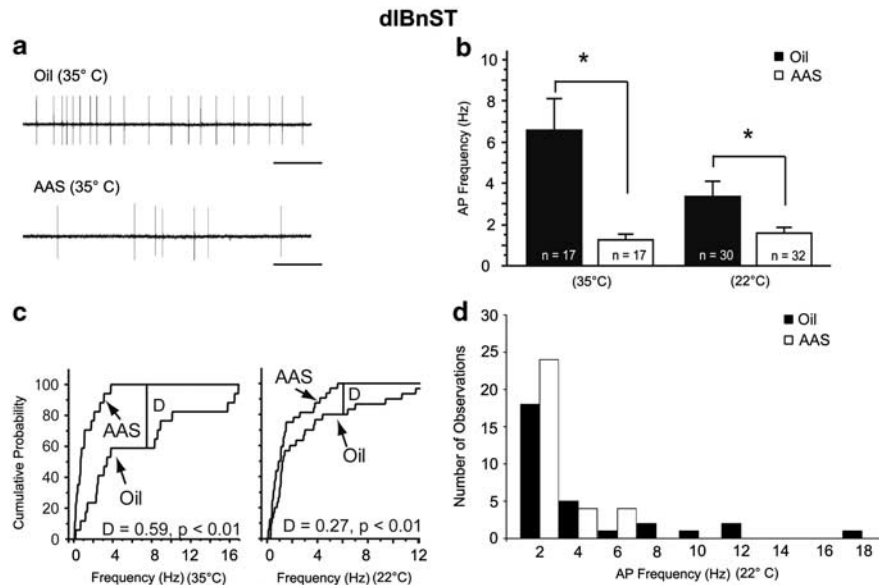 dlBnST
a
Oil (35° C)
AAS (35° C)
b
Oil
AAS
AP Frequency (Hz)
10
8
6
4
2
0
*
*
n = 17
n = 17
n = 30
n = 32
(35°C)
(22°C)
c
Cumulative Probability
100
80
60
40
20
0
AAS
D
Oil
D = 0.59, p < 0.01
0
4
8
12
16
Frequency (Hz) (35°C)
AAS
D
Oil
D = 0.27, p < 0.01
0
4
8
12
Frequency (Hz) (22°C)
d
Oil
AAS
Number of Observations
30
25
20
15
10
5
0
2
4
6
8
10
12
14
16
18
AP Frequency (Hz) (22° C)